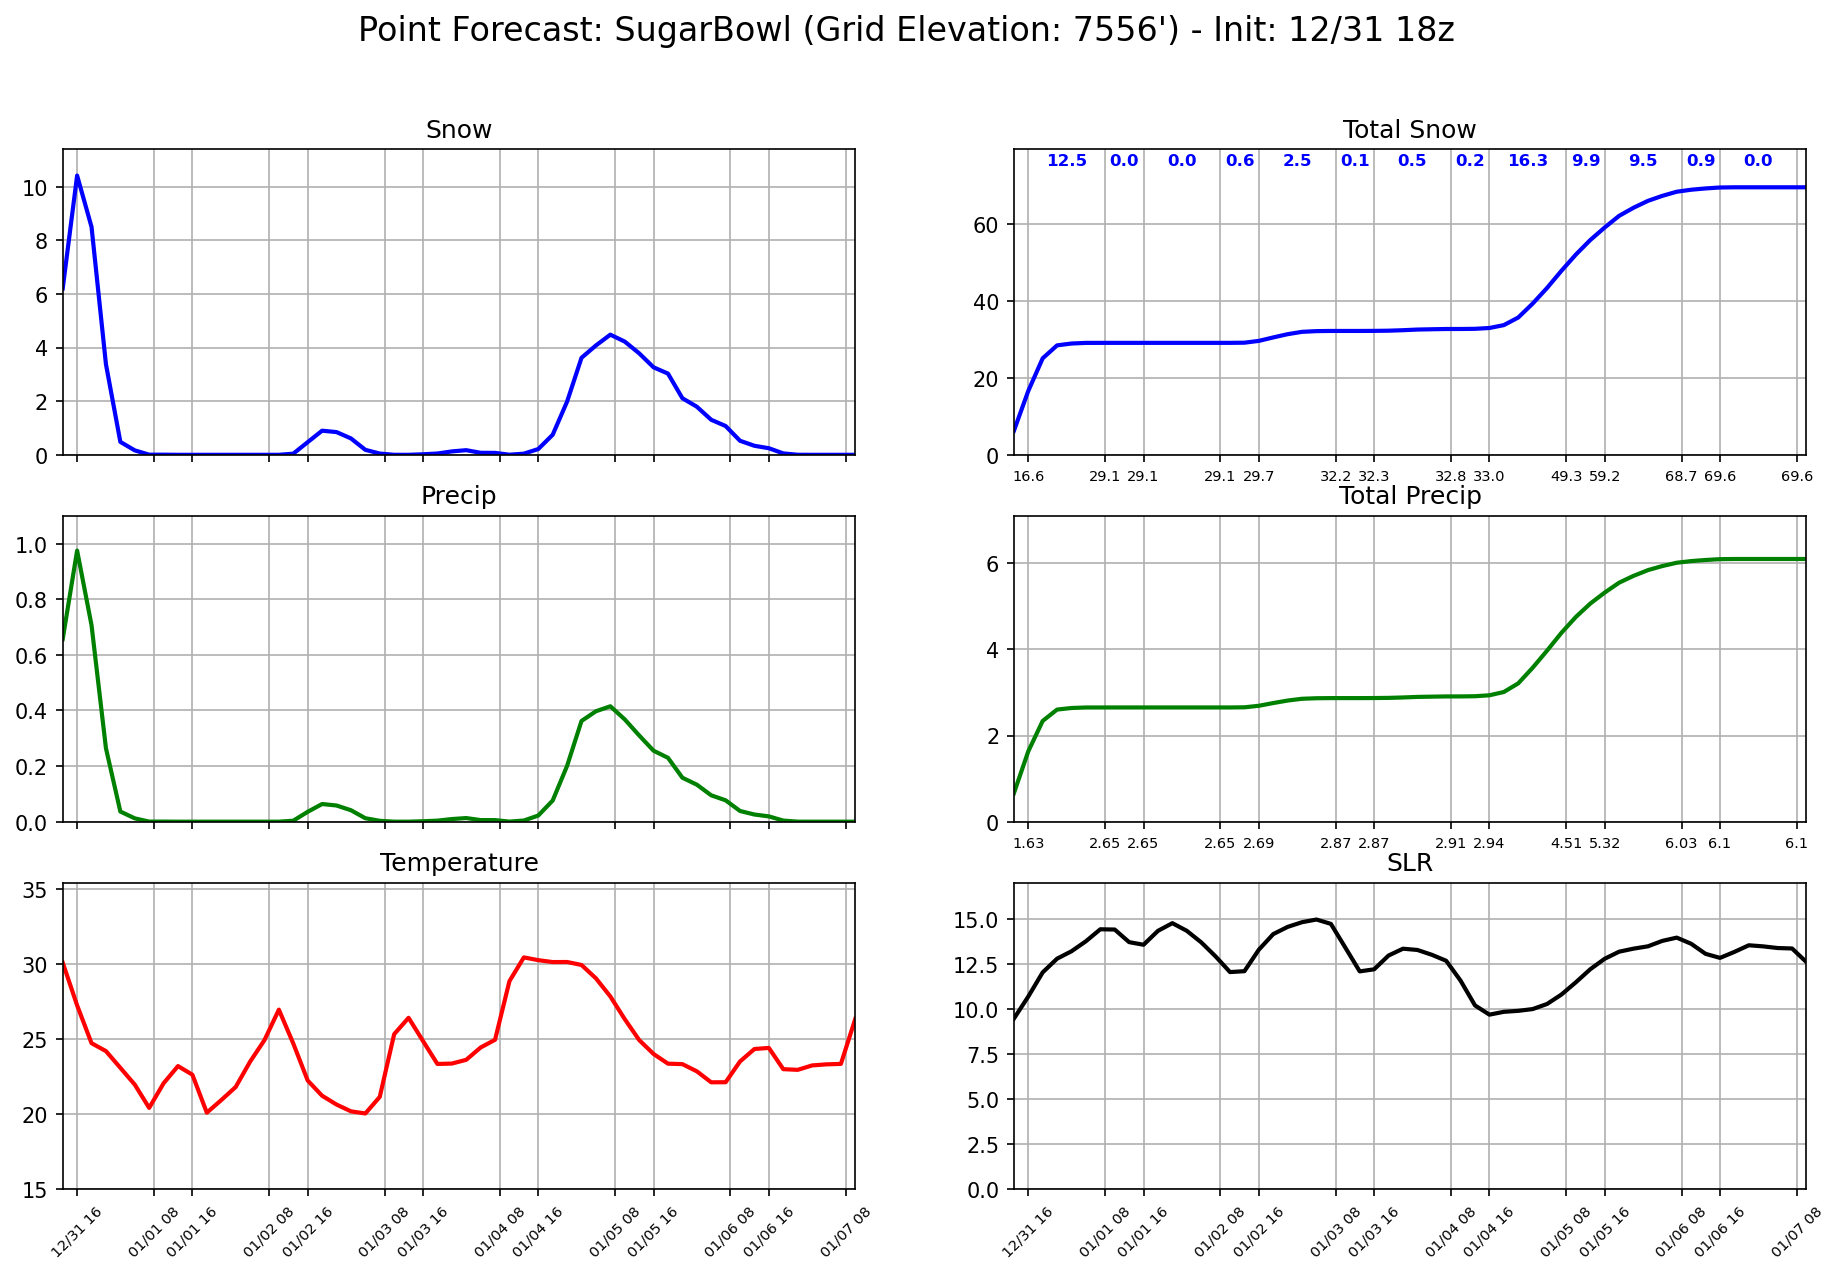 Point Forecast: SugarBowl (Grid Elevation: 7556') - Init: 12/31 18z
Snow
10
8
6
4
2
0
Total Snow
12.5 0.0 0.0 0.6 2.5 0.1 0.5 0.2 16.3 9.9 9.5 0.9 0.0
60
40
20
0
16.6 29.1 29.1 29.1 29.7 32.2 32.3 32.8 33.0 49.3 59.2 68.7 69.6 69.6
Precip
1.0
0.8
0.6
0.4
0.2
0.0
Total Precip
6
4
2
0
1.63 2.65 2.65 2.65 2.69 2.87 2.87 2.91 2.94 4.51 5.32 6.03 6.1 6.1
Temperature
35
30
25
20
15
12/31 16 01/01 08 01/01 16 01/02 08 01/02 16 01/03 08 01/03 16 01/04 08 01/04 16 01/05 08 01/05 16 01/06 08 01/06 16 01/07 08
SLR
15.0
12.5
10.0
7.5
5.0
2.5
0.0
12/31 16 01/01 08 01/01 16 01/02 08 01/02 16 01/03 08 01/03 16 01/04 08 01/04 16 01/05 08 01/05 16 01/06 08 01/06 16 01/07 08